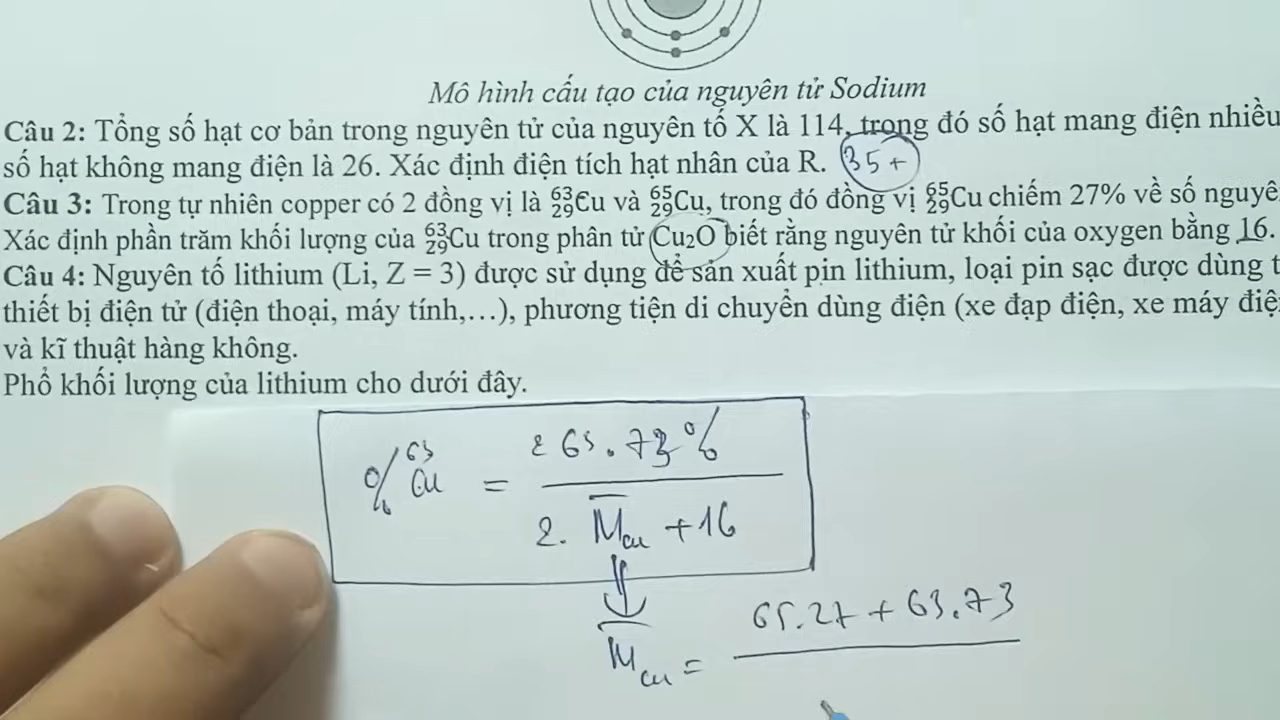 Mô hình cấu tạo của nguyên tử Sodium
Câu 2: Tổng số hạt cơ bản trong nguyên tử của nguyên tố X là 114, trong đó số hạt mang điện nhiều
số hạt không mang điện là 26. Xác định điện tích hạt nhân của R. 35+
Câu 3: Trong tự nhiên copper có 2 đồng vị là ⁶³₂₉Cu và ⁶⁵₂₉Cu, trong đó đồng vị ⁶⁵₂₉Cu chiếm 27% về số nguyê
Xác định phần trăm khối lượng của ⁶³₂₉Cu trong phân tử Cu₂O biết rằng nguyên tử khối của oxygen bằng 16.
Câu 4: Nguyên tố lithium (Li, Z = 3) được sử dụng để sản xuất pin lithium, loại pin sạc được dùng t
thiết bị điện tử (điện thoại, máy tính,…), phương tiện di chuyển dùng điện (xe đạp điện, xe máy điệ
và kĩ thuật hàng không.
Phổ khối lượng của lithium cho dưới đây.
2 63.73%
% ⁶³Cu =
2. M̅cu + 16
65.27 + 63.73
M̅cu =